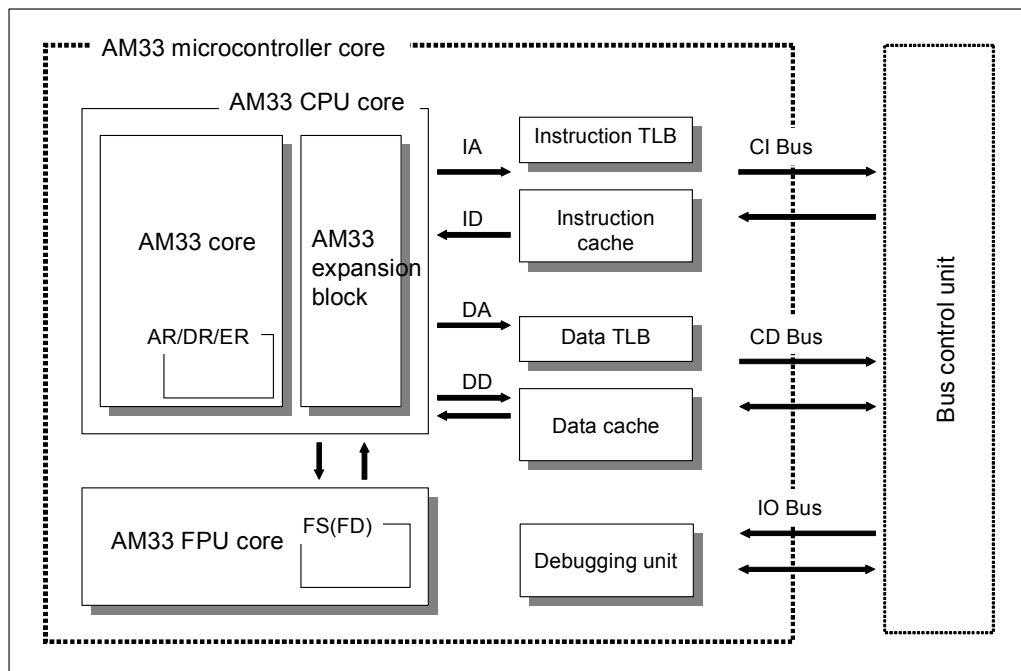 AM33 microcontroller core
AM33 CPU core
AM33 core
AR/DR/ER
AM33
expansion
block
IA
ID
DA
DD
Instruction TLB
Instruction
cache
Data TLB
Data cache
CI Bus
CD Bus
IO Bus
Bus control unit
AM33 FPU core
FS(FD)
Debugging unit